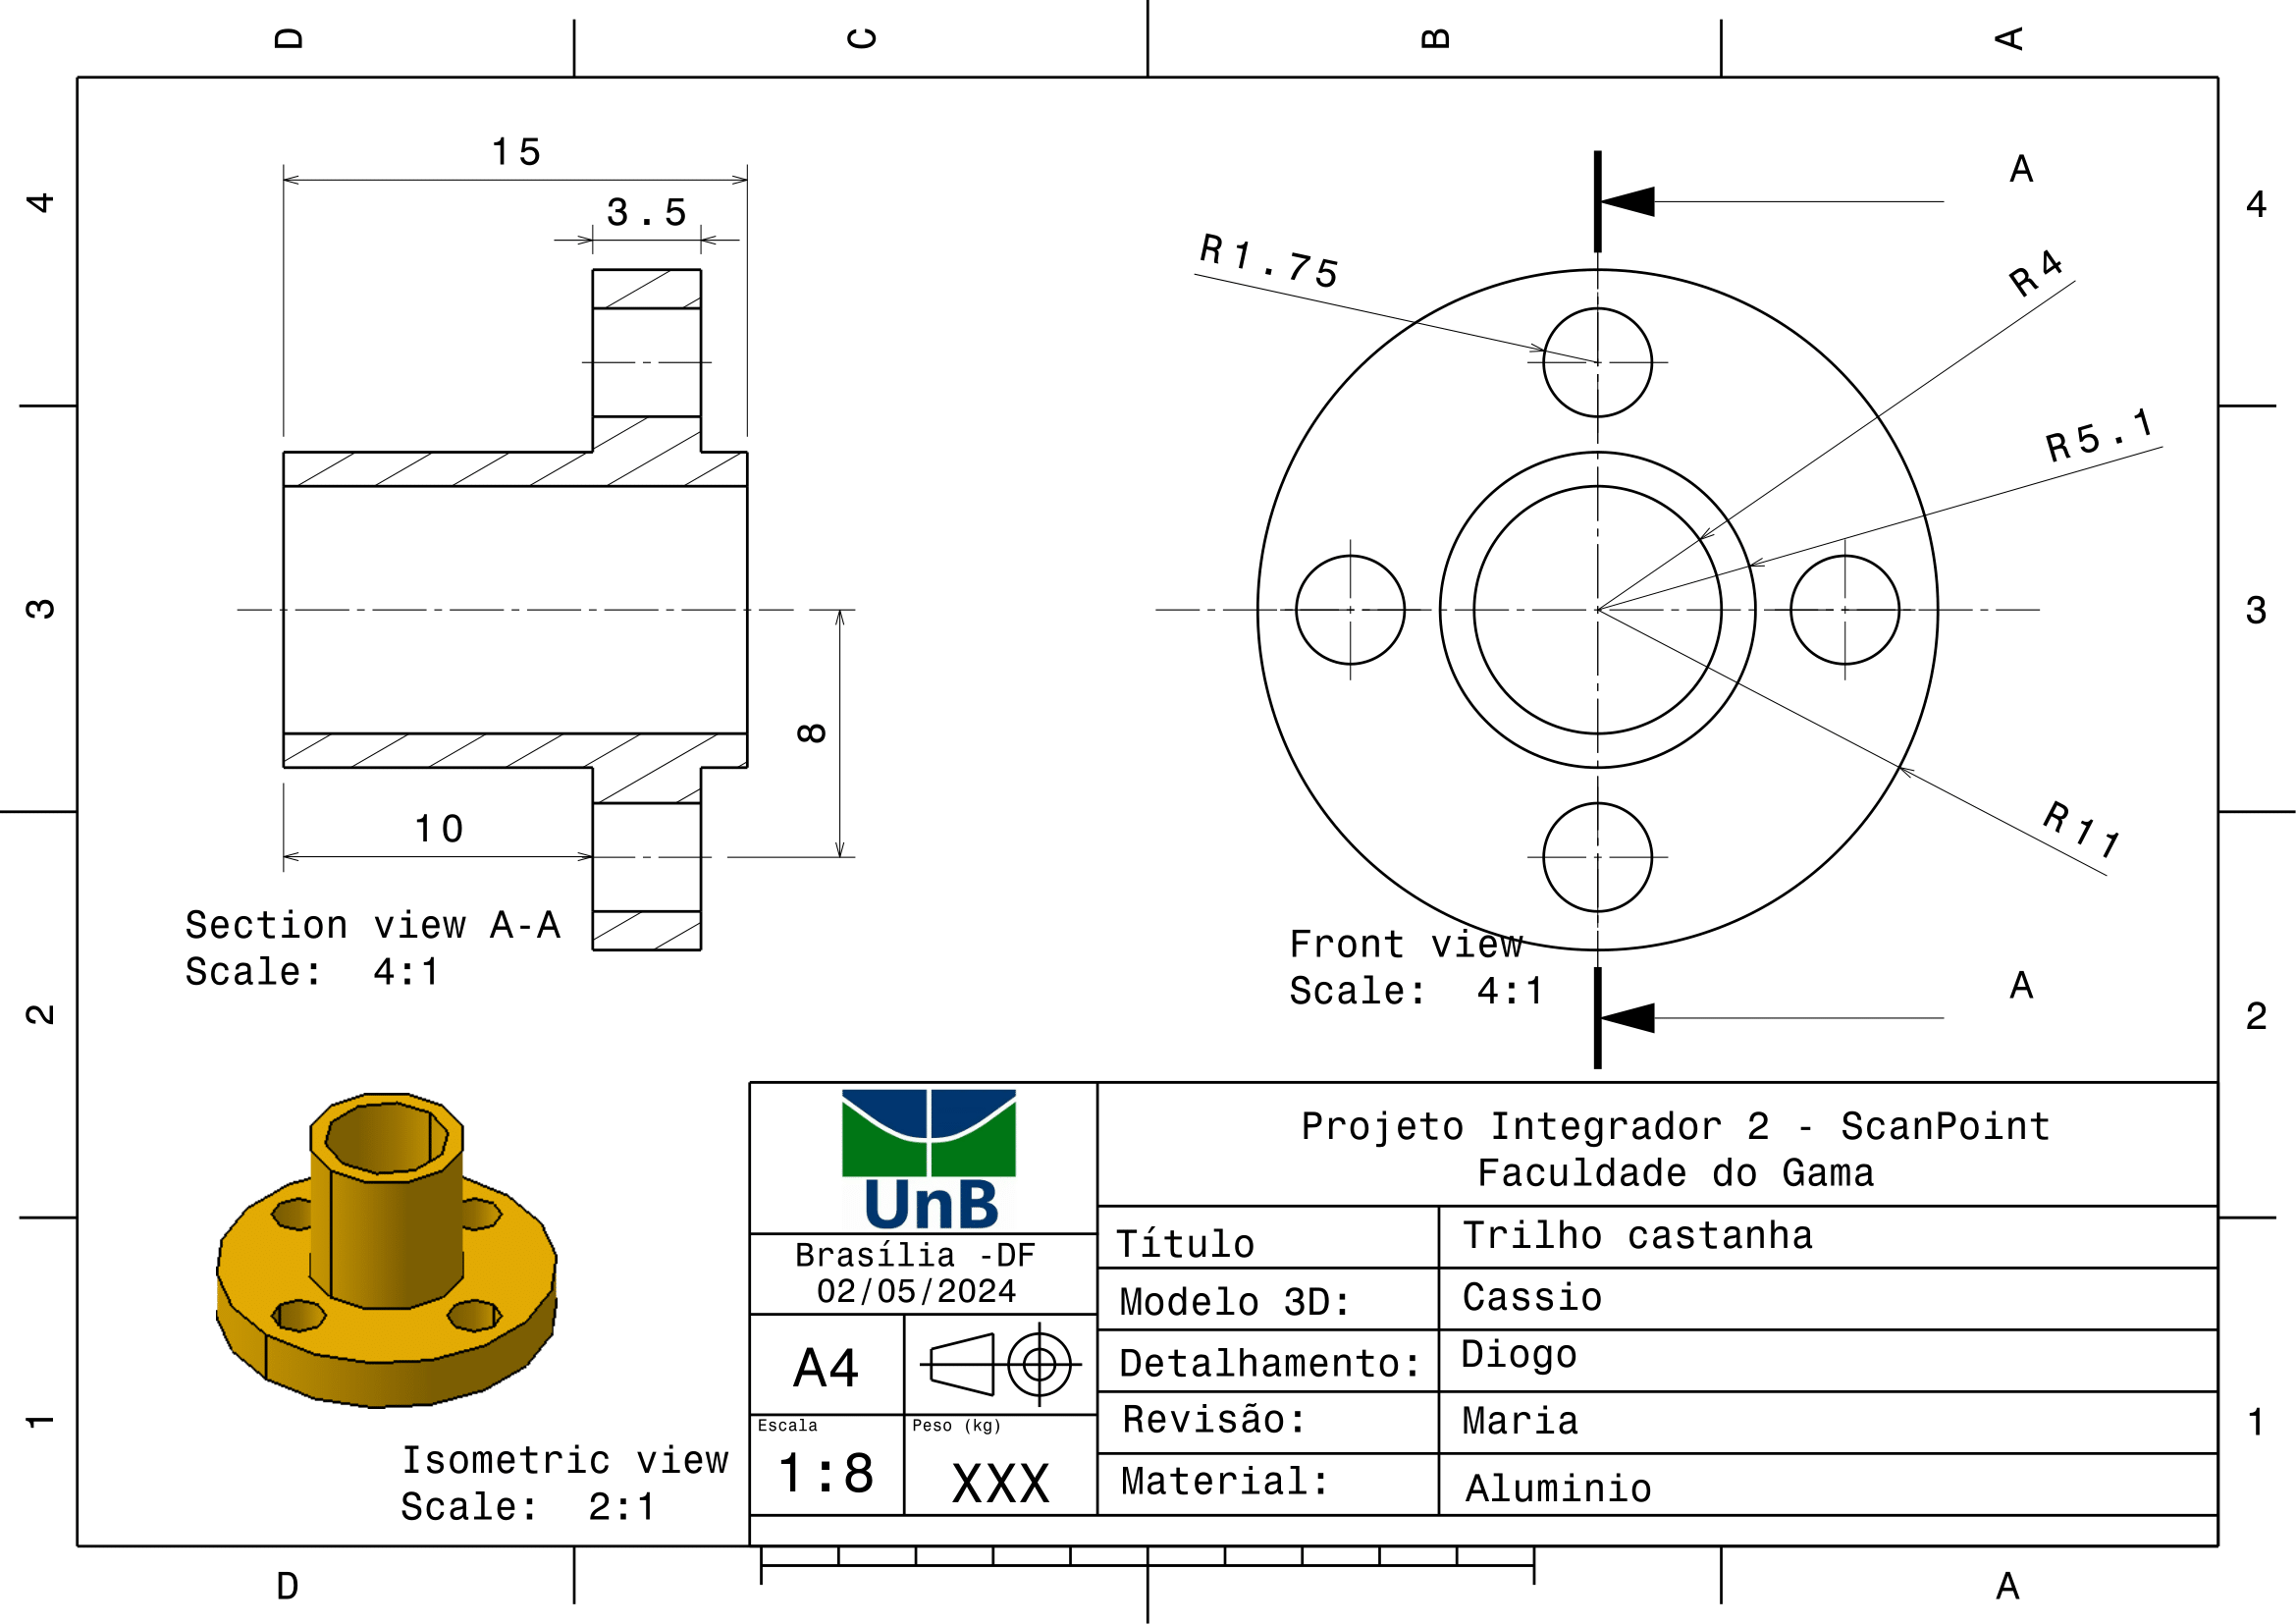 D C B A
4 4
3 3
2 2
1 1
15
3.5
10
8
Section view A-A
Scale: 4:1
R1.75
R4
R5.1
R11
A
A
Front view
Scale: 4:1
Isometric view
Scale: 2:1
UnB
Brasília -DF
02/05/2024
A4
Escala
1:8
Peso (kg)
XXX
Projeto Integrador 2 - ScanPoint
Faculdade do Gama
Título Trilho castanha
Modelo 3D: Cassio
Detalhamento: Diogo
Revisão: Maria
Material: Aluminio
D A